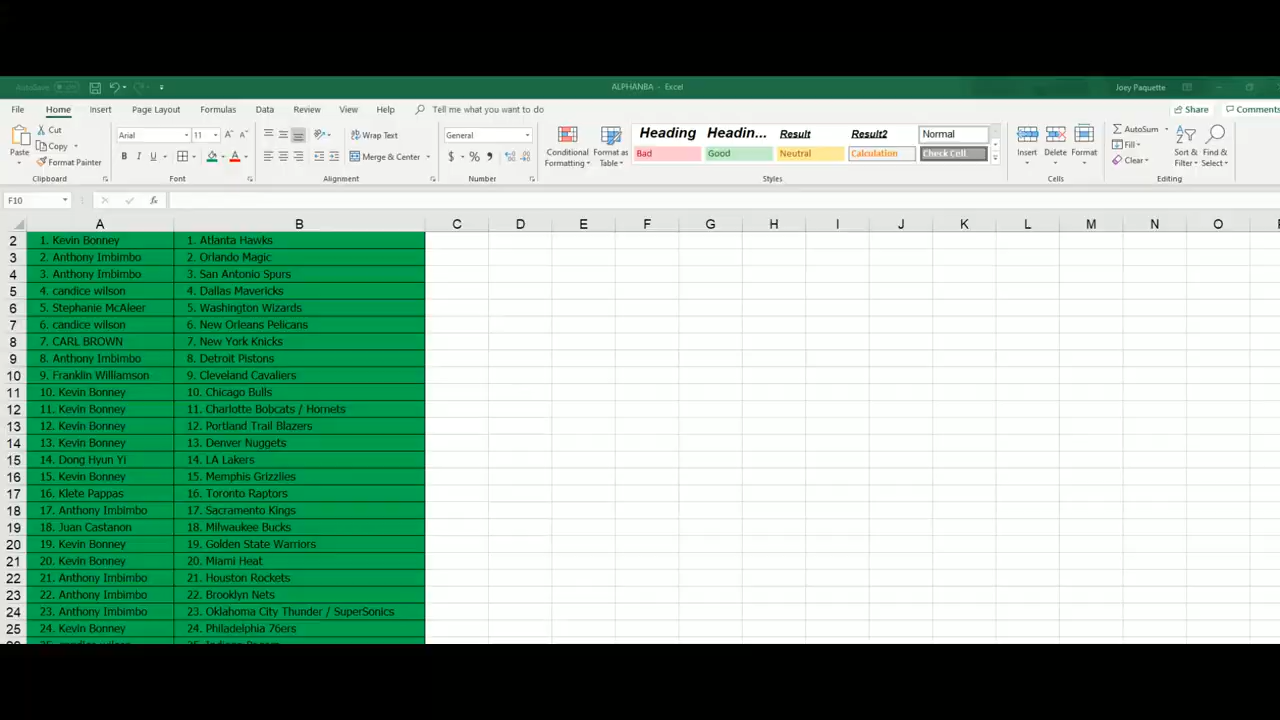 AutoSave
ALPHANBA - Excel
Joey Paquette
File Home Insert Page Layout Formulas Data Review View Help Tell me what you want to do Share Comments
Paste Cut Copy Format Painter Clipboard
Arial 11 B I U Font
Wrap Text Merge & Center Alignment
General $ % Number
Conditional Formatting Format as Table
Heading Headin... Result Result2 Normal
Bad Good Neutral Calculation Check Cell
Styles
Insert Delete Format Cells
AutoSum Fill Clear Sort & Filter Find & Select Editing
F10 fx
A B C D E F G H I J K L M N O
2 1. Kevin Bonney 1. Atlanta Hawks
3 2. Anthony Imbimbo 2. Orlando Magic
4 3. Anthony Imbimbo 3. San Antonio Spurs
5 4. candice wilson 4. Dallas Mavericks
6 5. Stephanie McAleer 5. Washington Wizards
7 6. candice wilson 6. New Orleans Pelicans
8 7. CARL BROWN 7. New York Knicks
9 8. Anthony Imbimbo 8. Detroit Pistons
10 9. Franklin Williamson 9. Cleveland Cavaliers
11 10. Kevin Bonney 10. Chicago Bulls
12 11. Kevin Bonney 11. Charlotte Bobcats / Hornets
13 12. Kevin Bonney 12. Portland Trail Blazers
14 13. Kevin Bonney 13. Denver Nuggets
15 14. Dong Hyun Yi 14. LA Lakers
16 15. Kevin Bonney 15. Memphis Grizzlies
17 16. Klete Pappas 16. Toronto Raptors
18 17. Anthony Imbimbo 17. Sacramento Kings
19 18. Juan Castanon 18. Milwaukee Bucks
20 19. Kevin Bonney 19. Golden State Warriors
21 20. Kevin Bonney 20. Miami Heat
22 21. Anthony Imbimbo 21. Houston Rockets
23 22. Anthony Imbimbo 22. Brooklyn Nets
24 23. Anthony Imbimbo 23. Oklahoma City Thunder / SuperSonics
25 24. Kevin Bonney 24. Philadelphia 76ers